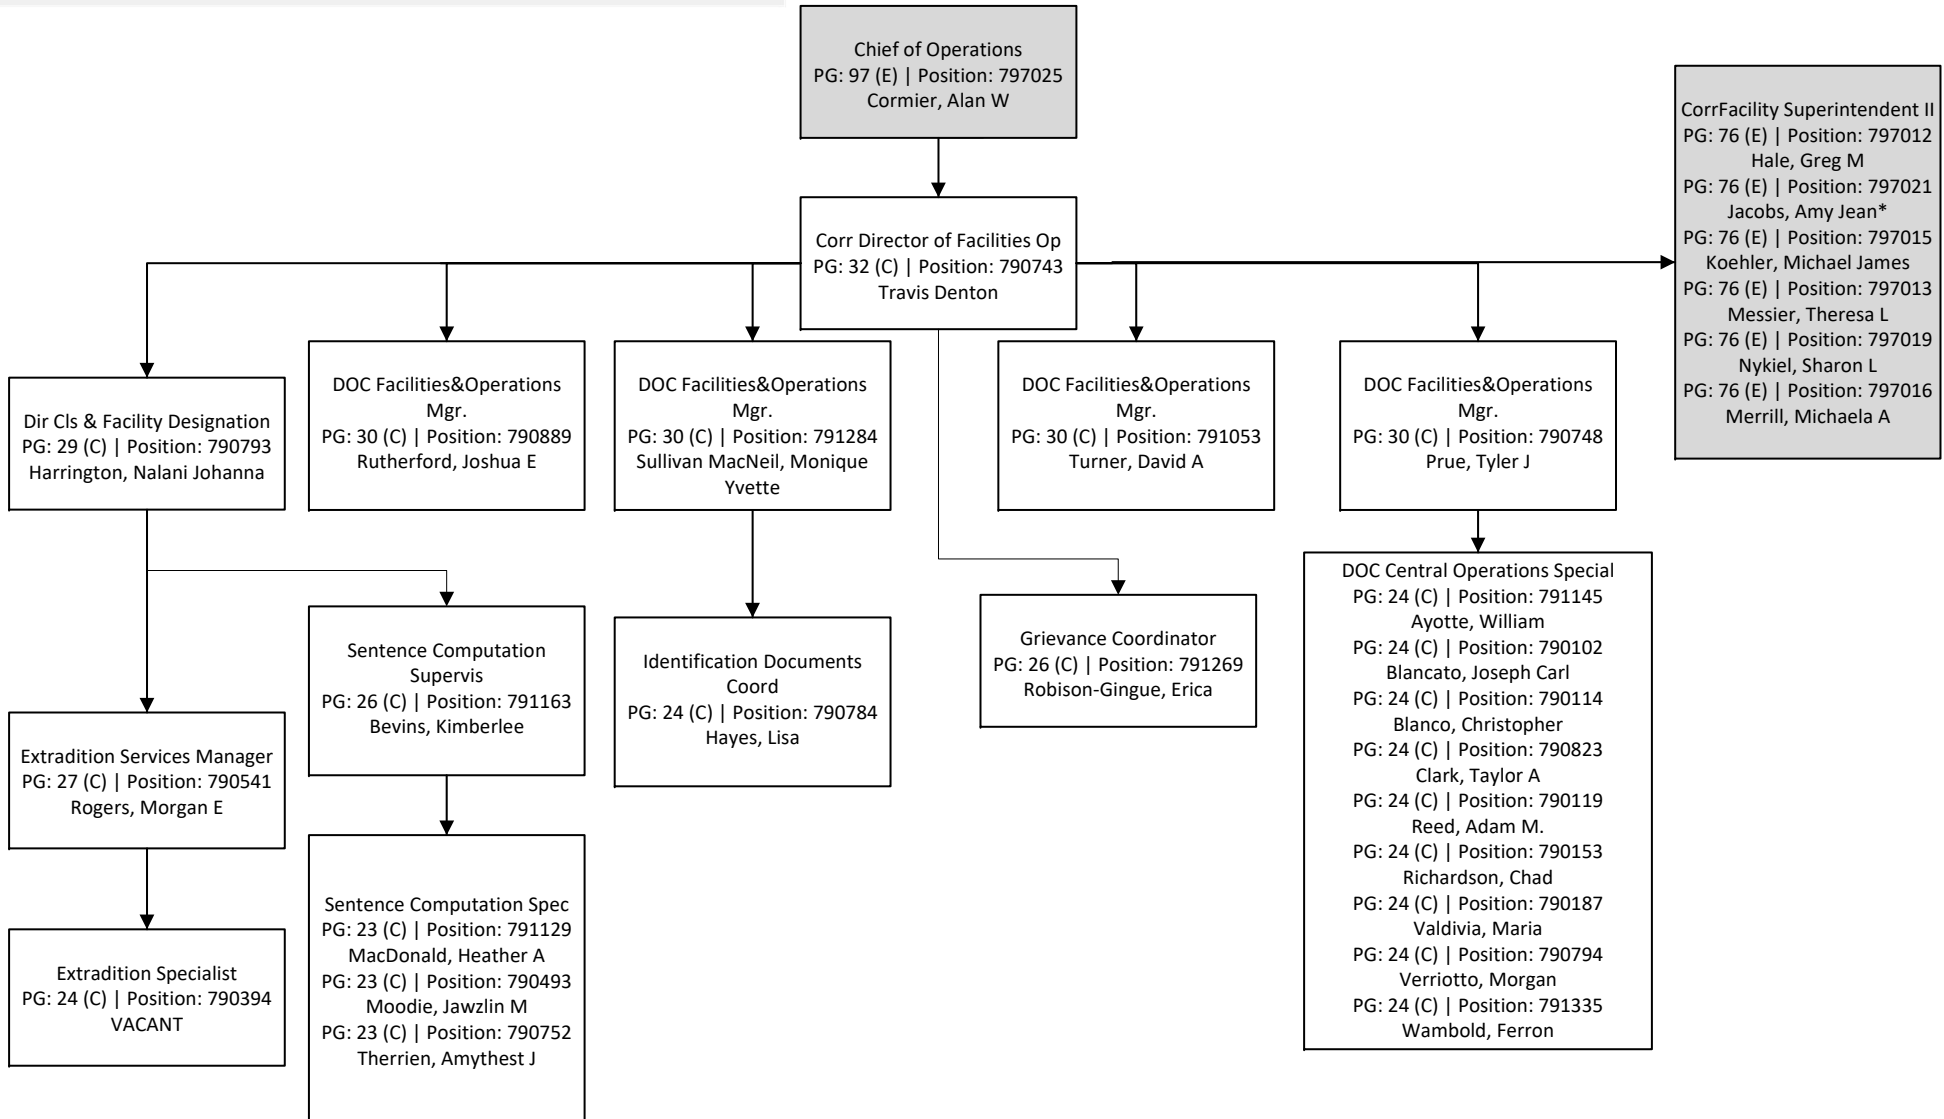 Chief of Operations
PG: 97 (E) | Position: 797025
Cormier, Alan W
CorrFacility Superintendent II
PG: 76 (E) | Position: 797012
Hale, Greg M
PG: 76 (E) | Position: 797021
Jacobs, Amy Jean*
PG: 76 (E) | Position: 797015
Koehler, Michael James
PG: 76 (E) | Position: 797013
Messier, Theresa L
PG: 76 (E) | Position: 797019
Nykiel, Sharon L
PG: 76 (E) | Position: 797016
Merrill, Michaela A
Corr Director of Facilities Op
PG: 32 (C) | Position: 790743
Travis Denton
Dir Cls & Facility Designation
PG: 29 (C) | Position: 790793
Harrington, Nalani Johanna
DOC Facilities&Operations
Mgr.
PG: 30 (C) | Position: 790889
Rutherford, Joshua E
DOC Facilities&Operations
Mgr.
PG: 30 (C) | Position: 791284
Sullivan MacNeil, Monique
Yvette
DOC Facilities&Operations
Mgr.
PG: 30 (C) | Position: 791053
Turner, David A
DOC Facilities&Operations
Mgr.
PG: 30 (C) | Position: 790748
Prue, Tyler J
Extradition Services Manager
PG: 27 (C) | Position: 790541
Rogers, Morgan E
Sentence Computation
Supervis
PG: 26 (C) | Position: 791163
Bevins, Kimberlee
Identification Documents
Coord
PG: 24 (C) | Position: 790784
Hayes, Lisa
Grievance Coordinator
PG: 26 (C) | Position: 791269
Robison-Gingue, Erica
DOC Central Operations Special
PG: 24 (C) | Position: 791145
Ayotte, William
PG: 24 (C) | Position: 790102
Blancato, Joseph Carl
PG: 24 (C) | Position: 790114
Blanco, Christopher
PG: 24 (C) | Position: 790823
Clark, Taylor A
PG: 24 (C) | Position: 790119
Reed, Adam M.
PG: 24 (C) | Position: 790153
Richardson, Chad
PG: 24 (C) | Position: 790187
Valdivia, Maria
PG: 24 (C) | Position: 790794
Verriotto, Morgan
PG: 24 (C) | Position: 791335
Wambold, Ferron
Extradition Specialist
PG: 24 (C) | Position: 790394
VACANT
Sentence Computation Spec
PG: 23 (C) | Position: 791129
MacDonald, Heather A
PG: 23 (C) | Position: 790493
Moodie, Jawzlin M
PG: 23 (C) | Position: 790752
Therrien, Amythest J